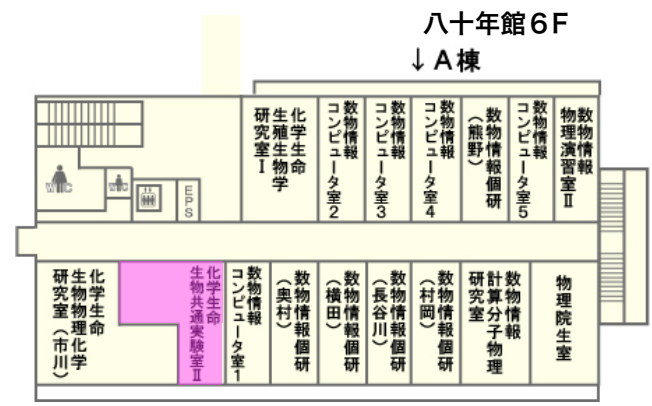 八十年館6F
↓A棟
化学生命
生殖生物学
研究室Ⅰ
数物情報
コンピュータ室2
数物情報
コンピュータ室3
数物情報
コンピュータ室4
数物情報個研
(熊野)
数物情報
コンピュータ室5
数物情報
物理演習室Ⅱ
WC
WC
EPS
化学生命
生物物理化学
研究室(市川)
化学生命
生物共通実験室Ⅱ
数物情報
コンピュータ室1
数物情報個研
(奥村)
数物情報個研
(横田)
数物情報個研
(長谷川)
数物情報個研
(村岡)
数物情報
計算分子物理
研究室
物理院生室